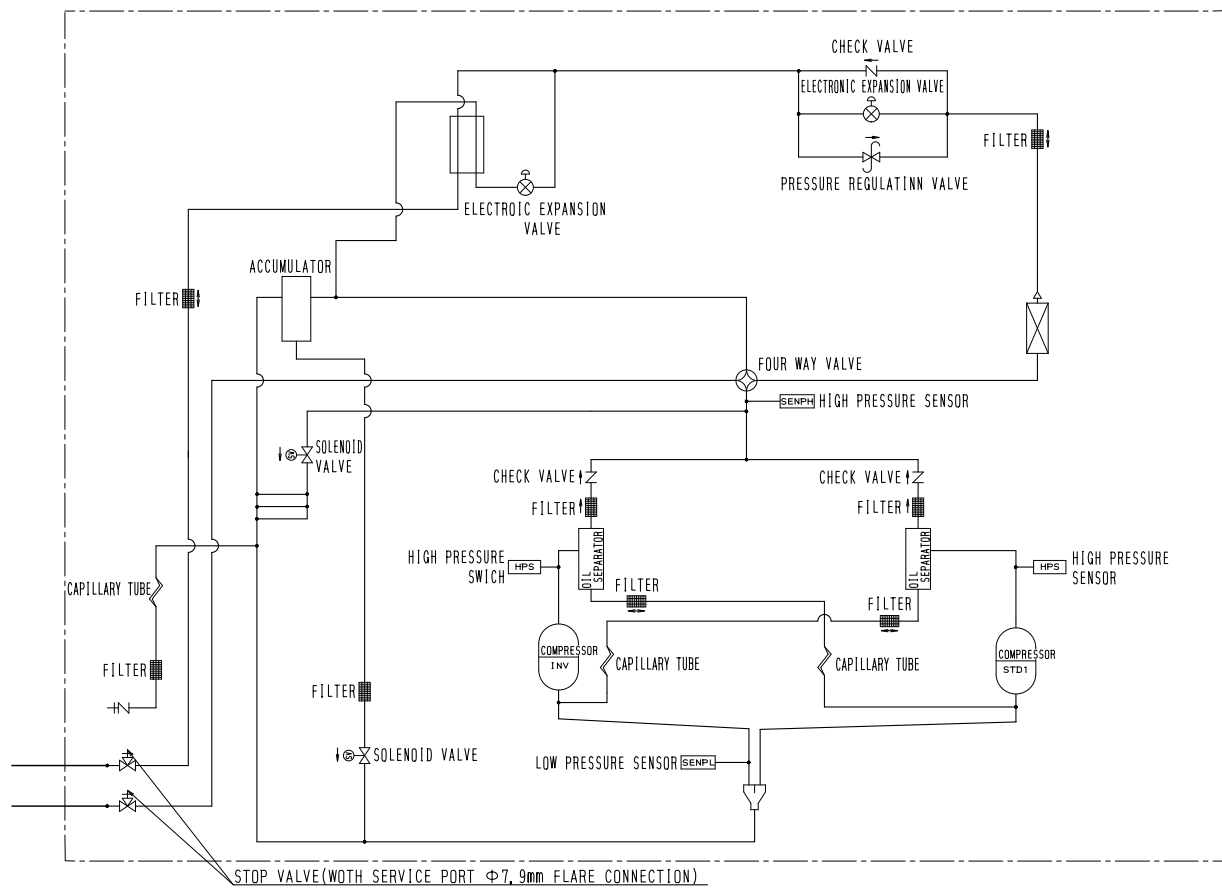 CHECK VALVE
ELECTRONIC EXPANSION VALVE
FILTER
PRESSURE REGULATINN VALVE
ELECTROIC EXPANSION
VALVE
ACCUMULATOR
FILTER
FOUR WAY VALVE
SENPH HIGH PRESSURE SENSOR
SOLENOID
VALVE
CHECK VALVE
CHECK VALVE
FILTER
FILTER
OIL
SEPARATOR
OIL
SEPARATOR
HIGH PRESSURE
SWICH
HPS
HPS
HIGH PRESSURE
SENSOR
CAPILLARY TUBE
FILTER
FILTER
COMPRESSOR
INV
CAPILLARY TUBE
CAPILLARY TUBE
COMPRESSOR
STD1
FILTER
FILTER
SV
SV
SOLENOID VALVE
LOW PRESSURE SENSOR SENPL
STOP VALVE(WOTH SERVICE PORT Φ7,9mm FLARE CONNECTION)